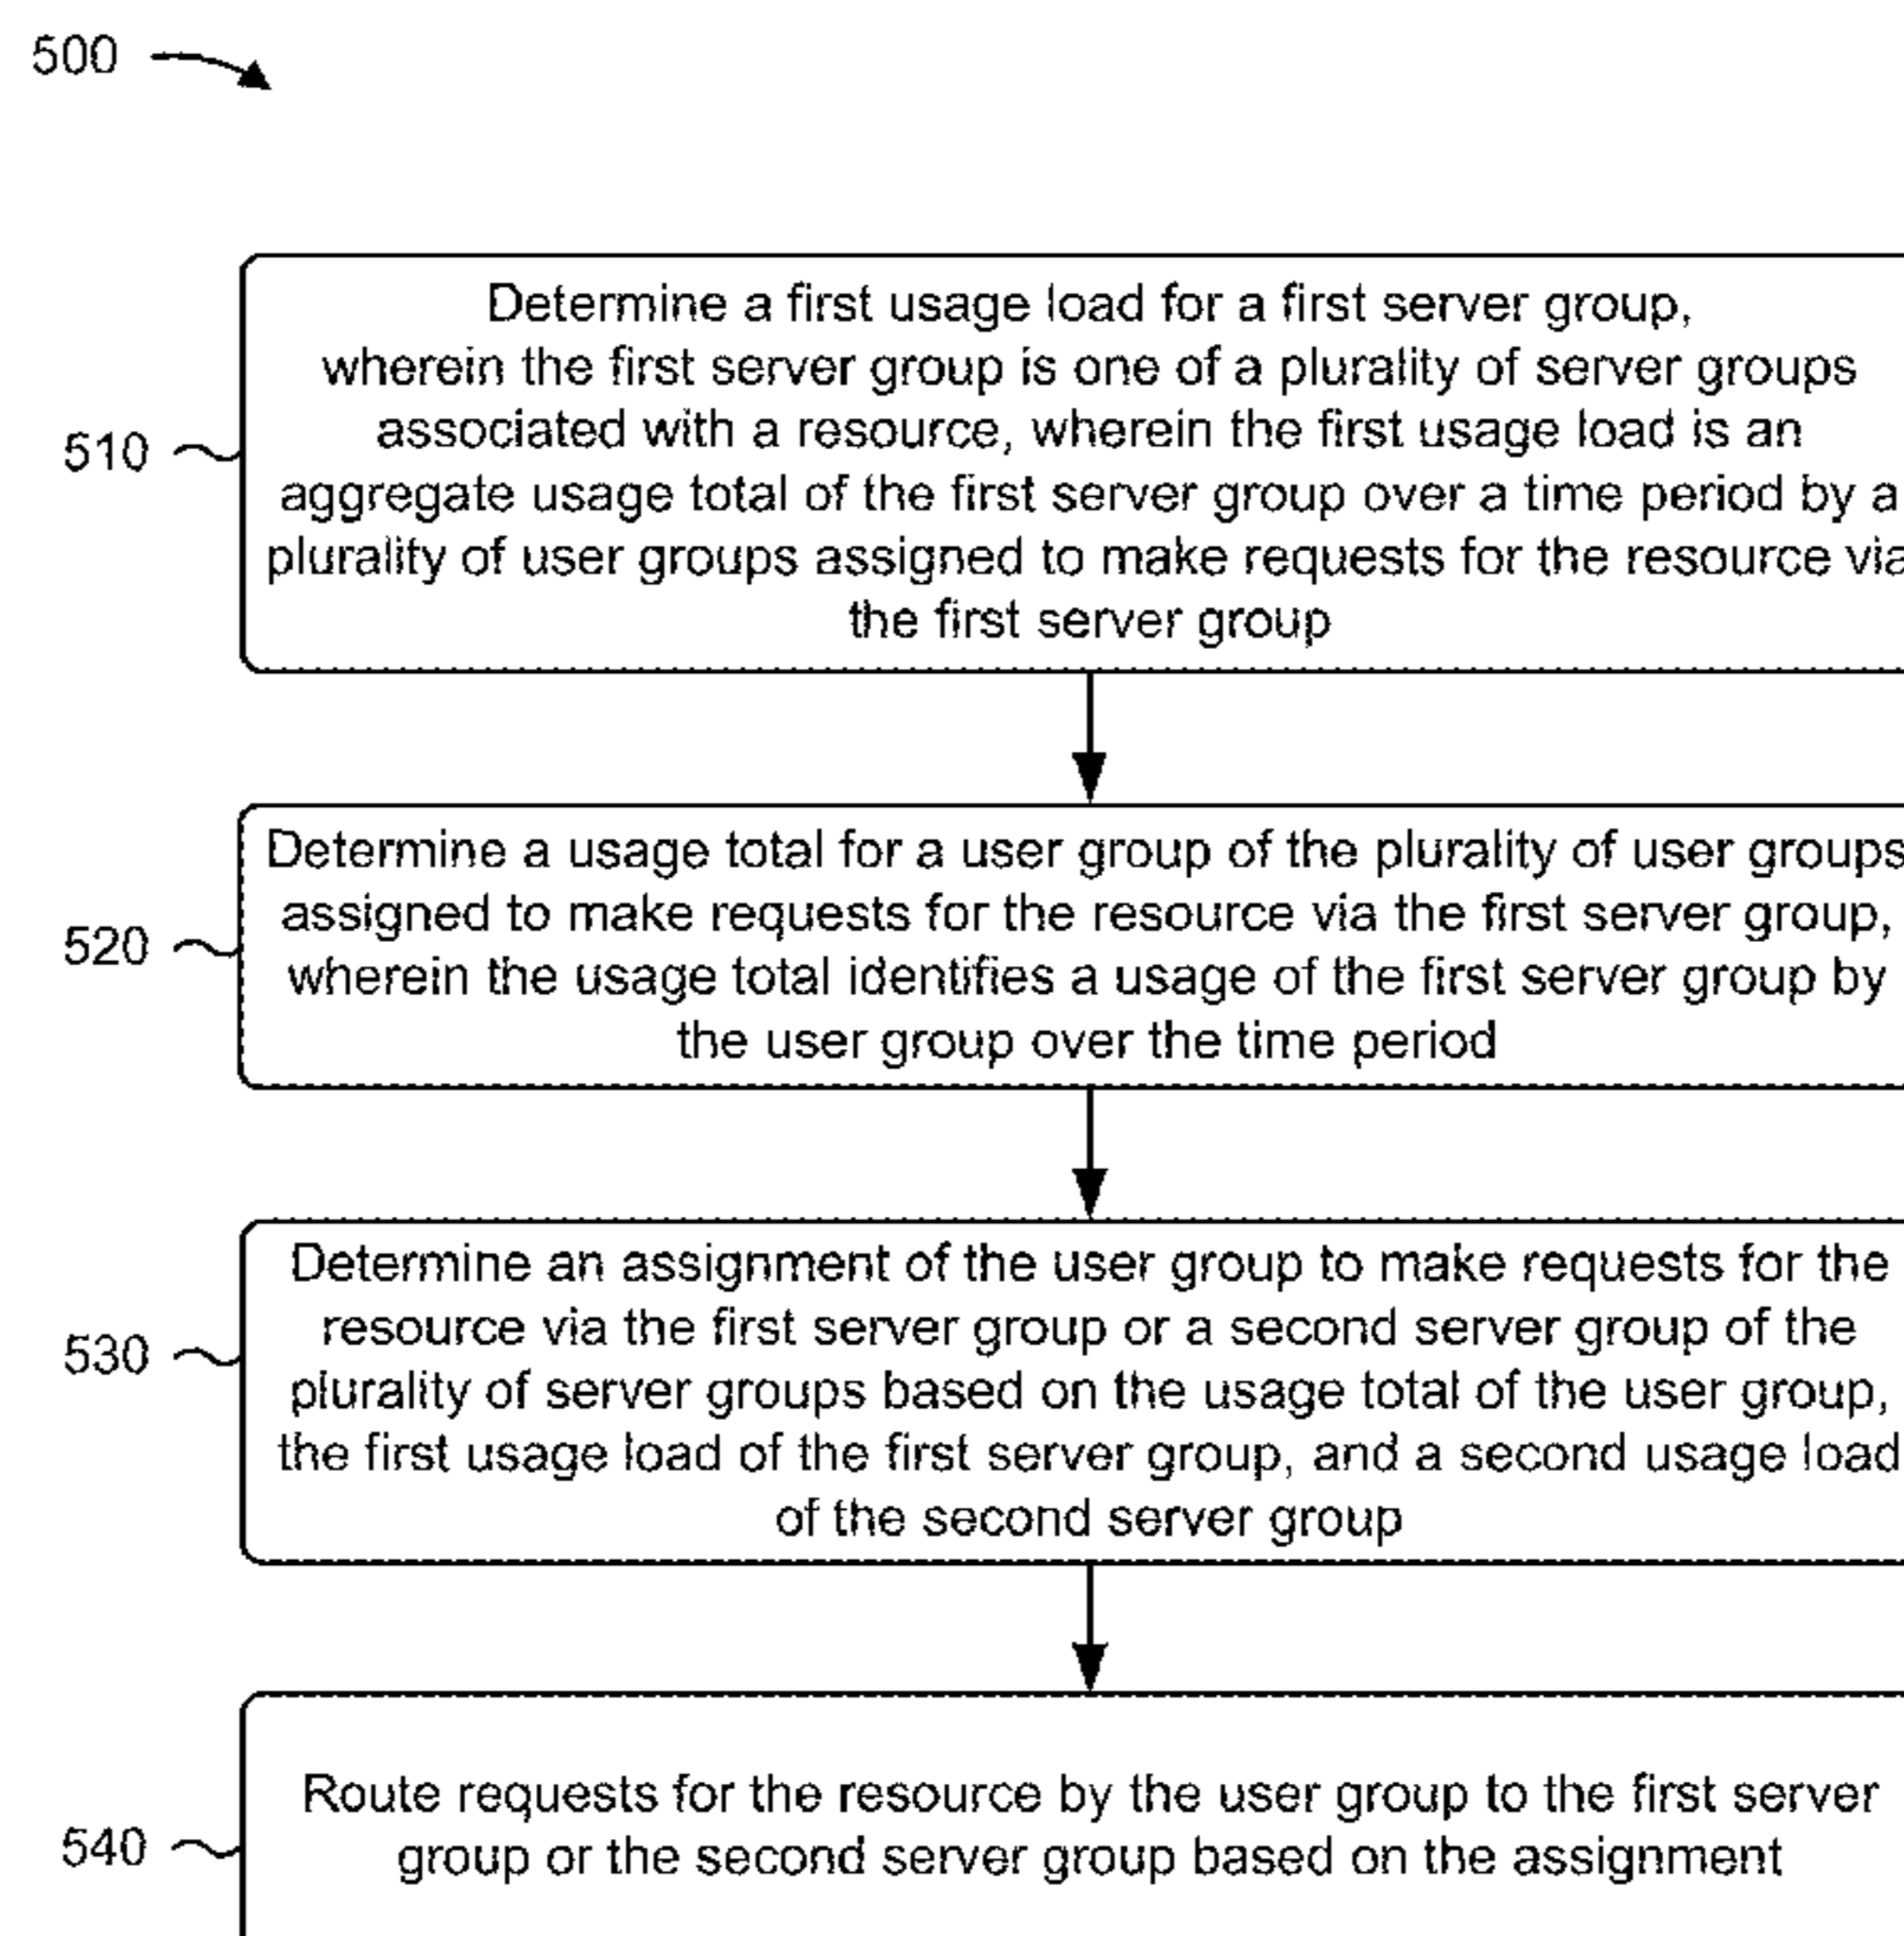 500
Determine a first usage load for a first server group,
wherein the first server group is one of a plurality of server groups
associated with a resource, wherein the first usage load is an
510
aggregate usage total of the first server group over a time period by a
plurality of user groups assigned to make requests for the resource via
the first server group
Determine a usage total for a user group of the plurality of user groups
assigned to make requests for the resource via the first server group,
520
wherein the usage total identifies a usage of the first server group by
the user group over the time period
Determine an assignment of the user group to make requests for the
resource via the first server group or a second server group of the
530
plurality of server groups based on the usage total of the user group,
the first usage load of the first server group, and a second usage load
of the second server group
Route requests for the resource by the user group to the first server
540
group or the second server group based on the assignment